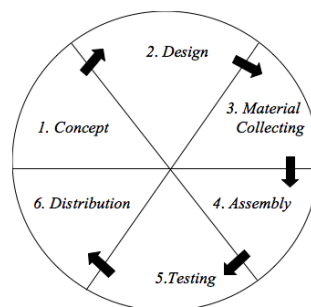 2. Design
3. Material
Collecting
1. Concept
6. Distribution
4. Assembly
5.Testing